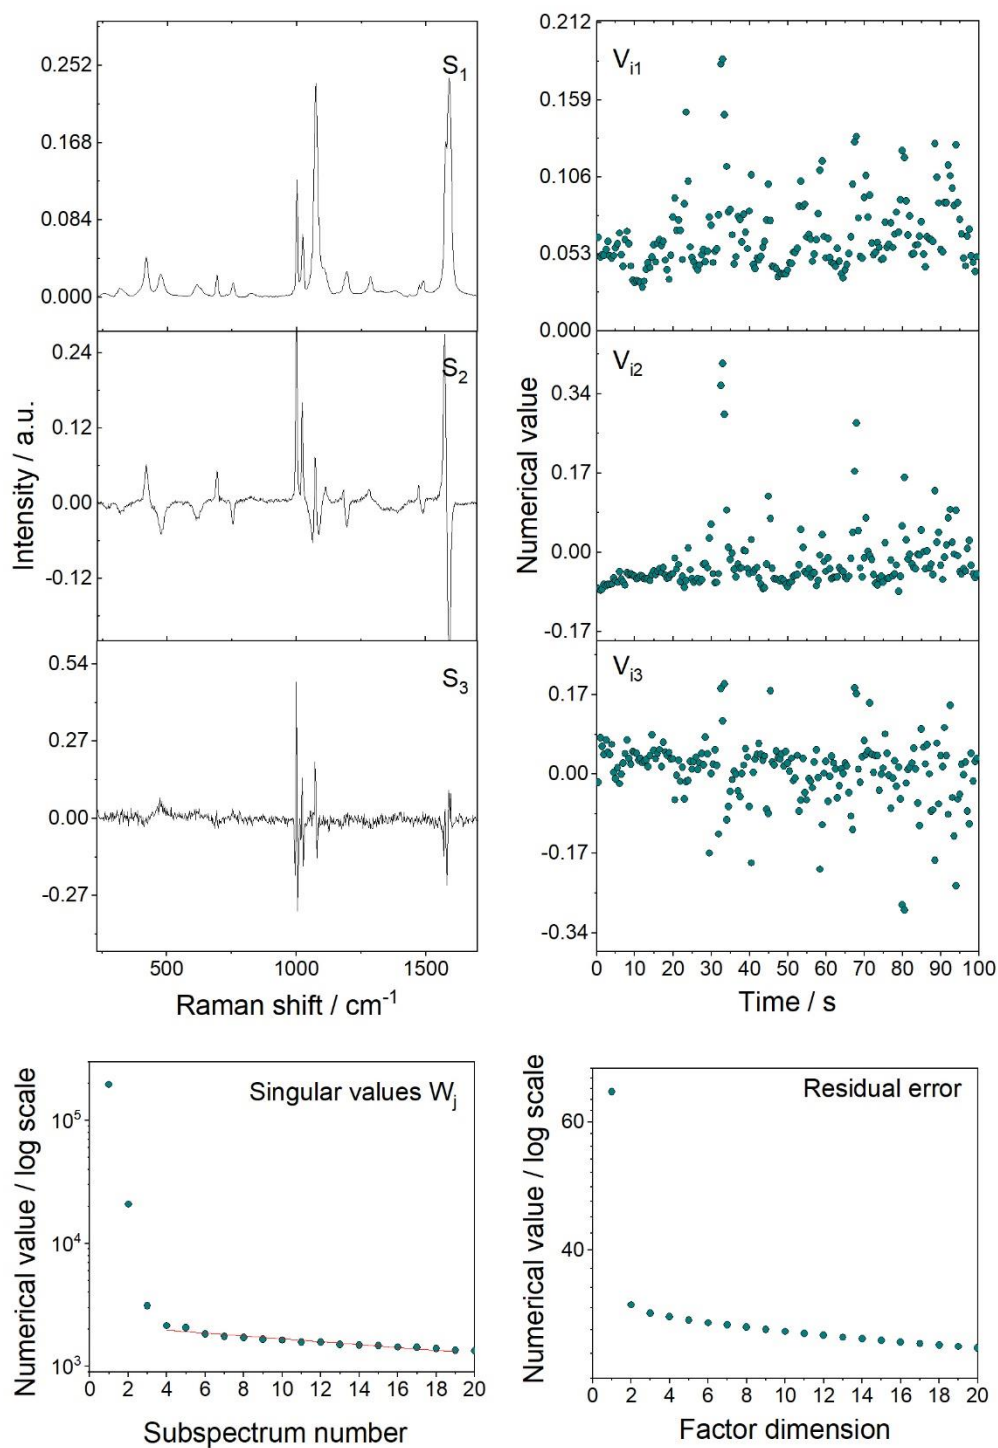 0.252
0.168
0.084
0.000
S1
0.24
0.12
0.00
-0.12
S2
0.54
0.27
0.00
-0.27
S3
Intensity / a.u.
500 1000 1500
Raman shift / cm-1
0.212
0.159
0.106
0.053
0.000
Vi1
0.34
0.17
0.00
-0.17
Vi2
0.17
0.00
-0.17
-0.34
Vi3
Numerical value
0 10 20 30 40 50 60 70 80 90 100
Time / s
Numerical value / log scale
10^5
10^4
10^3
Singular values Wj
0 2 4 6 8 10 12 14 16 18 20
Subspectrum number
Numerical value / log scale
60
40
Residual error
0 2 4 6 8 10 12 14 16 18 20
Factor dimension